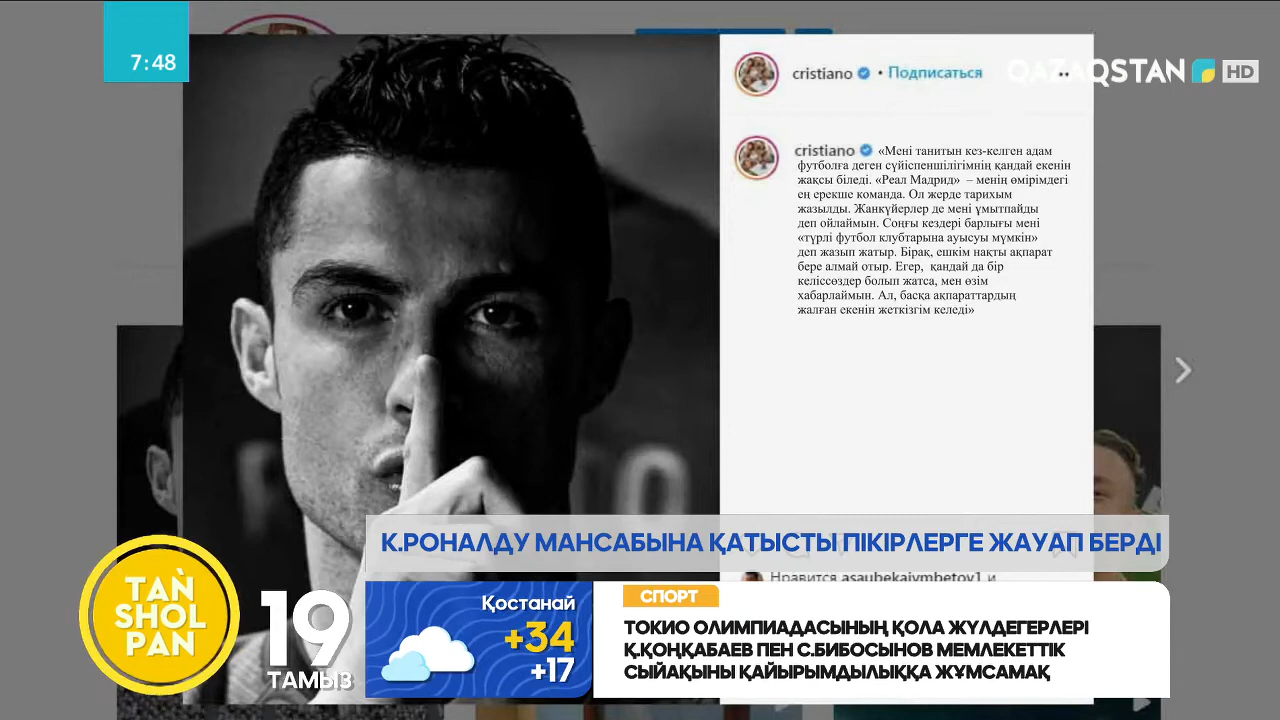 7:48
cristiano • Подписаться
QAZAQSTAN HD
cristiano «Мені танитын кез-келген адам
футболға деген сүйіспеншілігімнің қандай екенін
жақсы біледі. «Реал Мадрид» – менің өмірімдегі
ең ерекше команда. Ол жерде тарихым
жазылды. Жанкүйерлер де мені ұмытпайды
деп ойлаймын. Соңғы кездері барлығы мені
«түрлі футбол клубтарына ауысуы мүмкін»
деп жазып жатыр. Бірақ, ешкім нақты ақпарат
бере алмай отыр. Егер, қандай да бір
келіссөздер болып жатса, мен өзім
хабарлаймын. Ал, басқа ақпараттардың
жалған екенін жеткізгім келеді»
К.РОНАЛДУ МАНСАБЫНА ҚАТЫСТЫ ПІКІРЛЕРГЕ ЖАУАП БЕРДІ
Нравится asaubekaiymbetov1 и
TAŃ
SHOL
PAN
19
ТАМЫЗ
Қостанай
+34
+17
СПОРТ
ТОКИО ОЛИМПИАДАСЫНЫҢ ҚОЛА ЖҮЛДЕГЕРЛЕРІ
Қ.ҚОҢҚАБАЕВ ПЕН С.БИБОСЫНОВ МЕМЛЕКЕТТІК
СЫЙАҚЫНЫ ҚАЙЫРЫМДЫЛЫҚҚА ЖҰМСАМАҚ